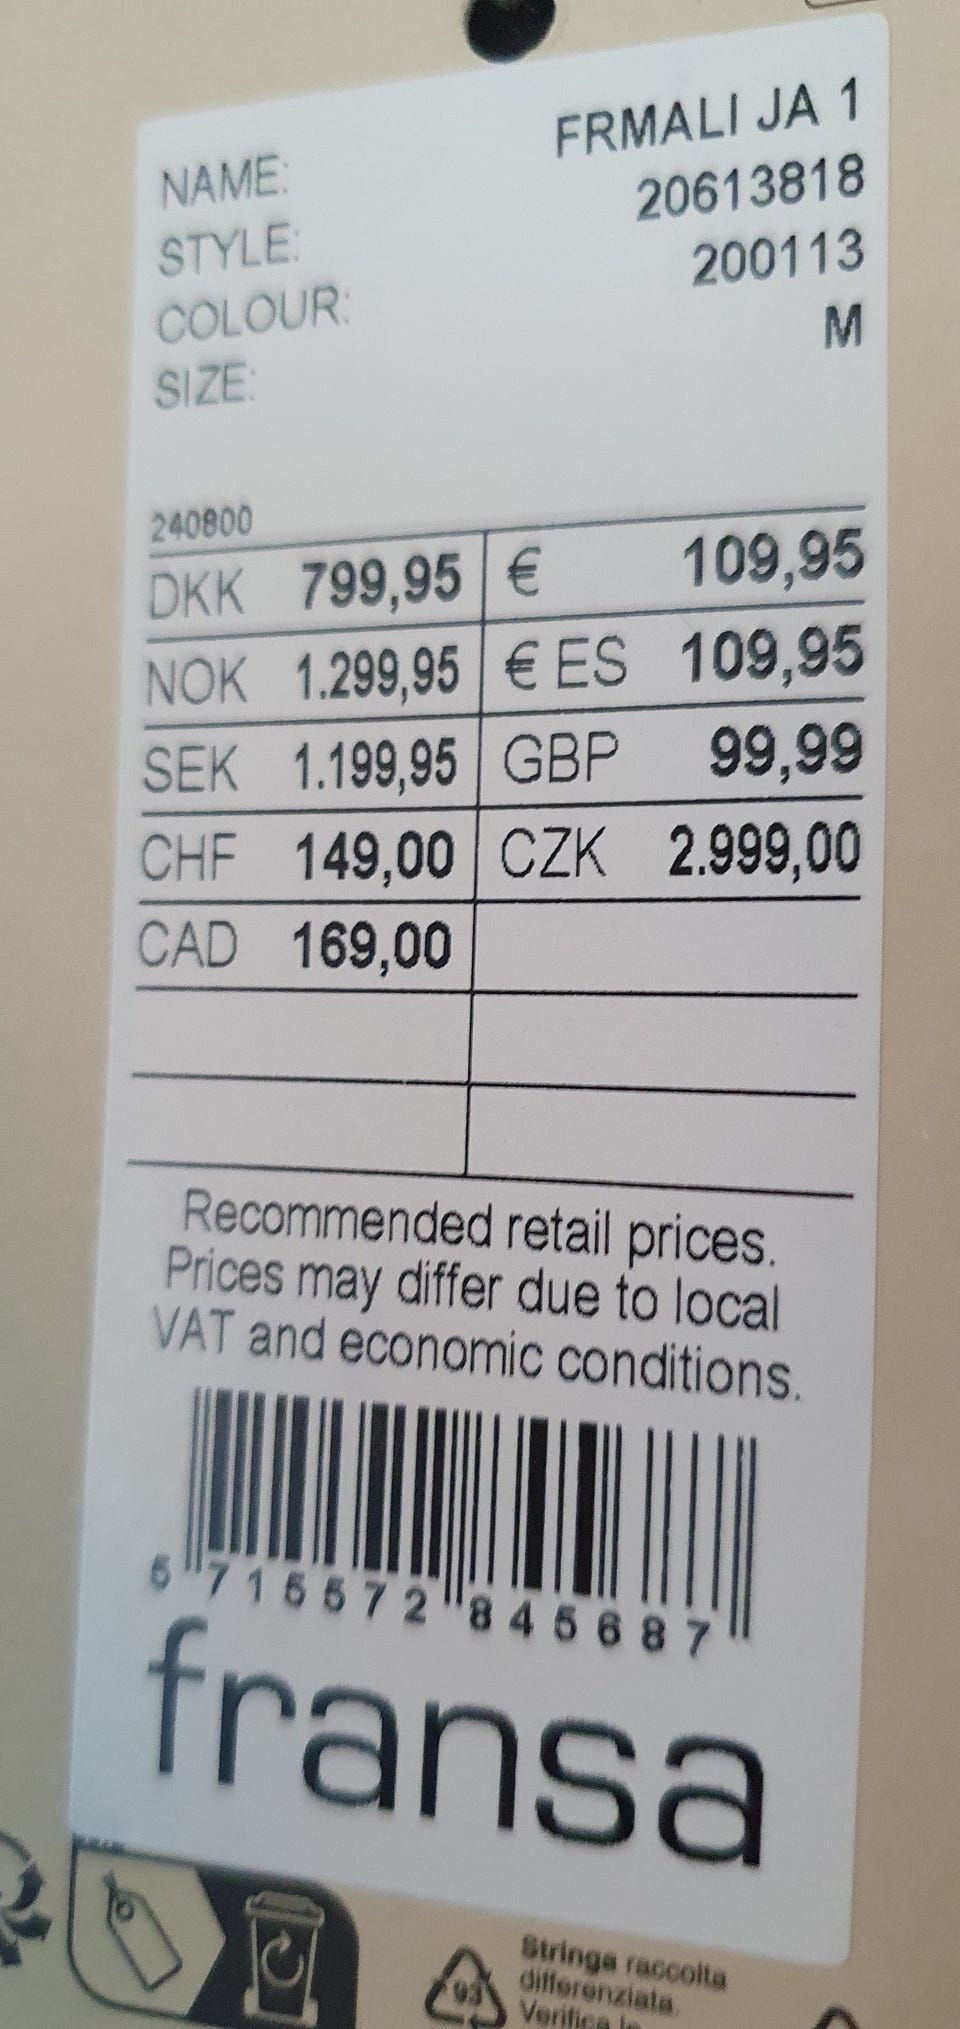 NAME: FRMALI JA 1
STYLE: 20613818
COLOUR: 200113
SIZE: M
240800
DKK 799,95 € 109,95
NOK 1.299,95 € ES 109,95
SEK 1.199,95 GBP 99,99
CHF 149,00 CZK 2.999,00
CAD 169,00
Recommended retail prices.
Prices may differ due to local
VAT and economic conditions.
5 715572 845687
fransa
93
Stringa raccolta
differenziata.
Verifica